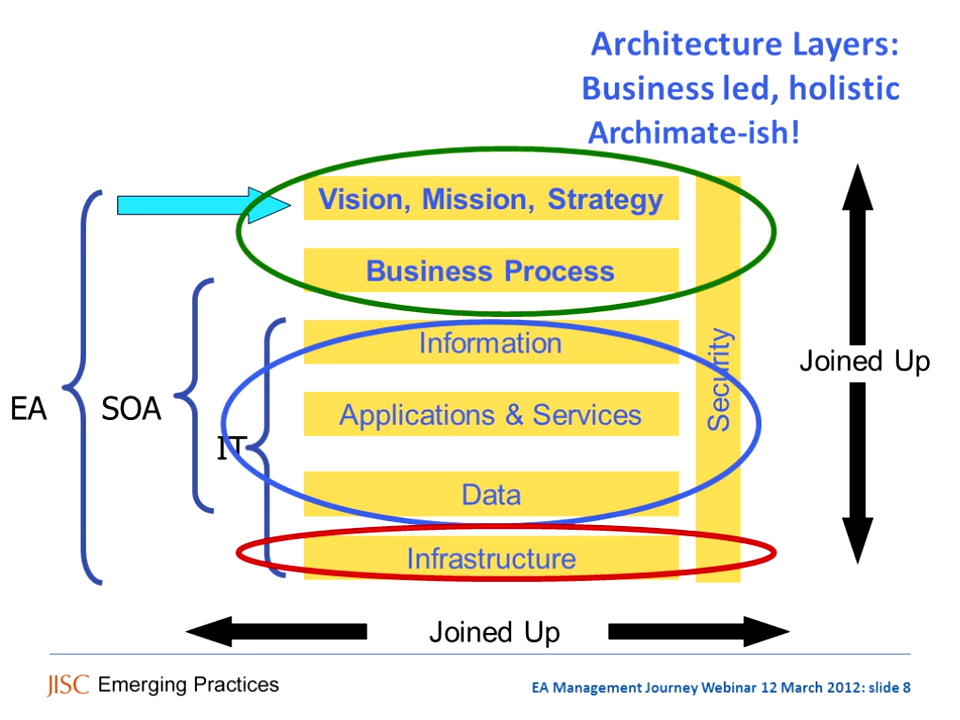 Architecture Layers:
Business led, holistic
Archimate-ish!
Vision, Mission, Strategy
Business Process
Information
Applications & Services
Data
Infrastructure
Security
EA
SOA
IT
Joined Up
Joined Up
JISC Emerging Practices
EA Management Journey Webinar 12 March 2012: slide 8